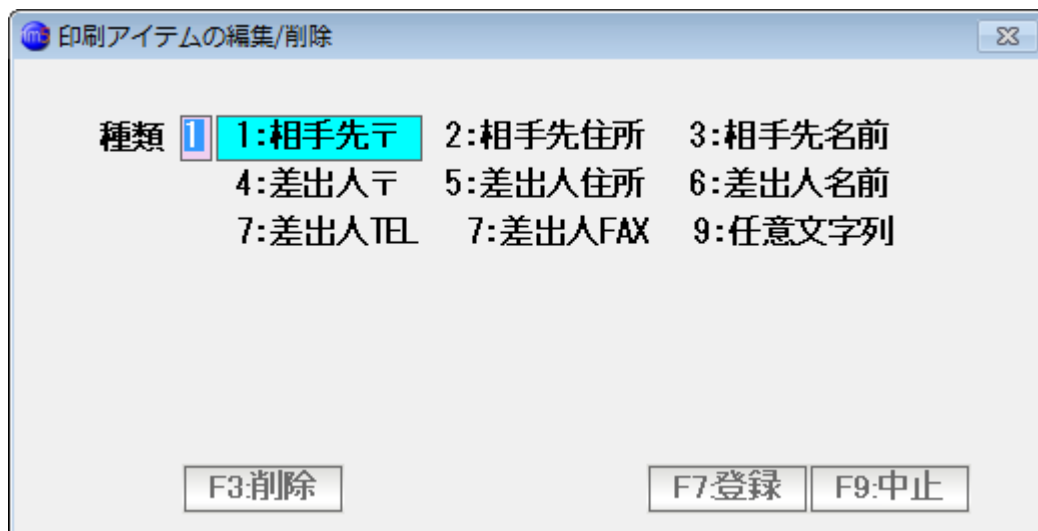 印刷アイテムの編集/削除
種類 1 1:相手先〒 2:相手先住所 3:相手先名前
4:差出人〒 5:差出人住所 6:差出人名前
7:差出人TEL 7:差出人FAX 9:任意文字列
F3:削除 F7:登録 F9:中止